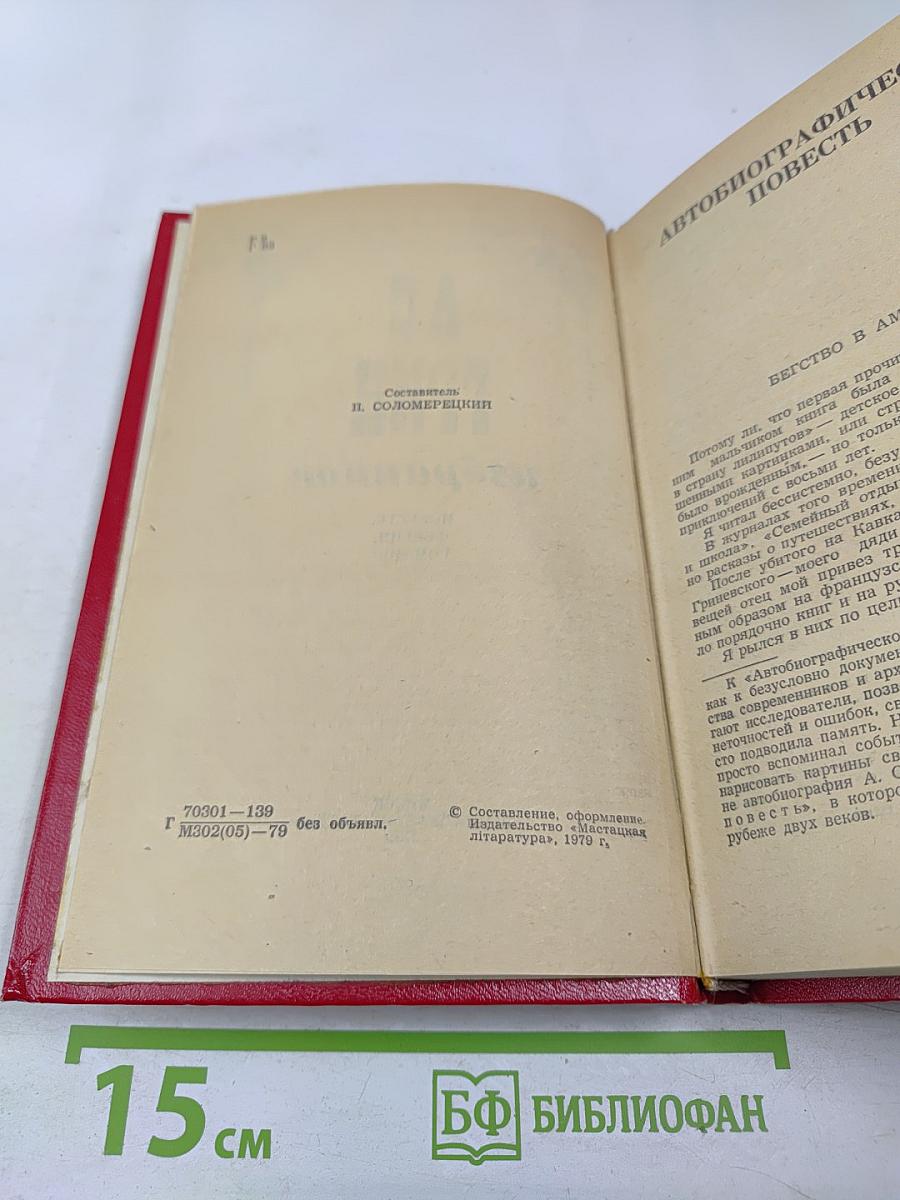 Составитель
П. СОЛОМЕРЕЦКИЙ
Г 70301—139
М302(05)—79 без объявл.
© Составление, оформление.
Издательство «Мастацкая
літаратура», 1979 г.
АВТОБИОГРАФИЧЕС
ПОВЕСТЬ
БЕГСТВО В АМ
Потому ли, что первая прочи
ним мальчиком книга была
в страну лилипутов» — детское
шенными картинками, или стр
было врожденным, — но только
приключений с восьми лет.
Я читал бессистемно, безу
В журналах того времени
и школа», «Семейный отды
но рассказы о путешествиях,
После убитого на Кавка
Гриневского — моего дяди
вещей отец мой привез тр
ным образом на французс
ло порядочно книг и на ру
Я рылся в них по цел
К «Автобиографическо
как к безусловно докумен
ства современников и арх
гают исследователи, позв
неточностей и ошибок, св
сто подводила память. Н
просто вспоминал событ
нарисовать картины св
не автобиография А. С
повесть», в которо
рубеже двух веков.
15 см
БФ БИБЛИОФАН